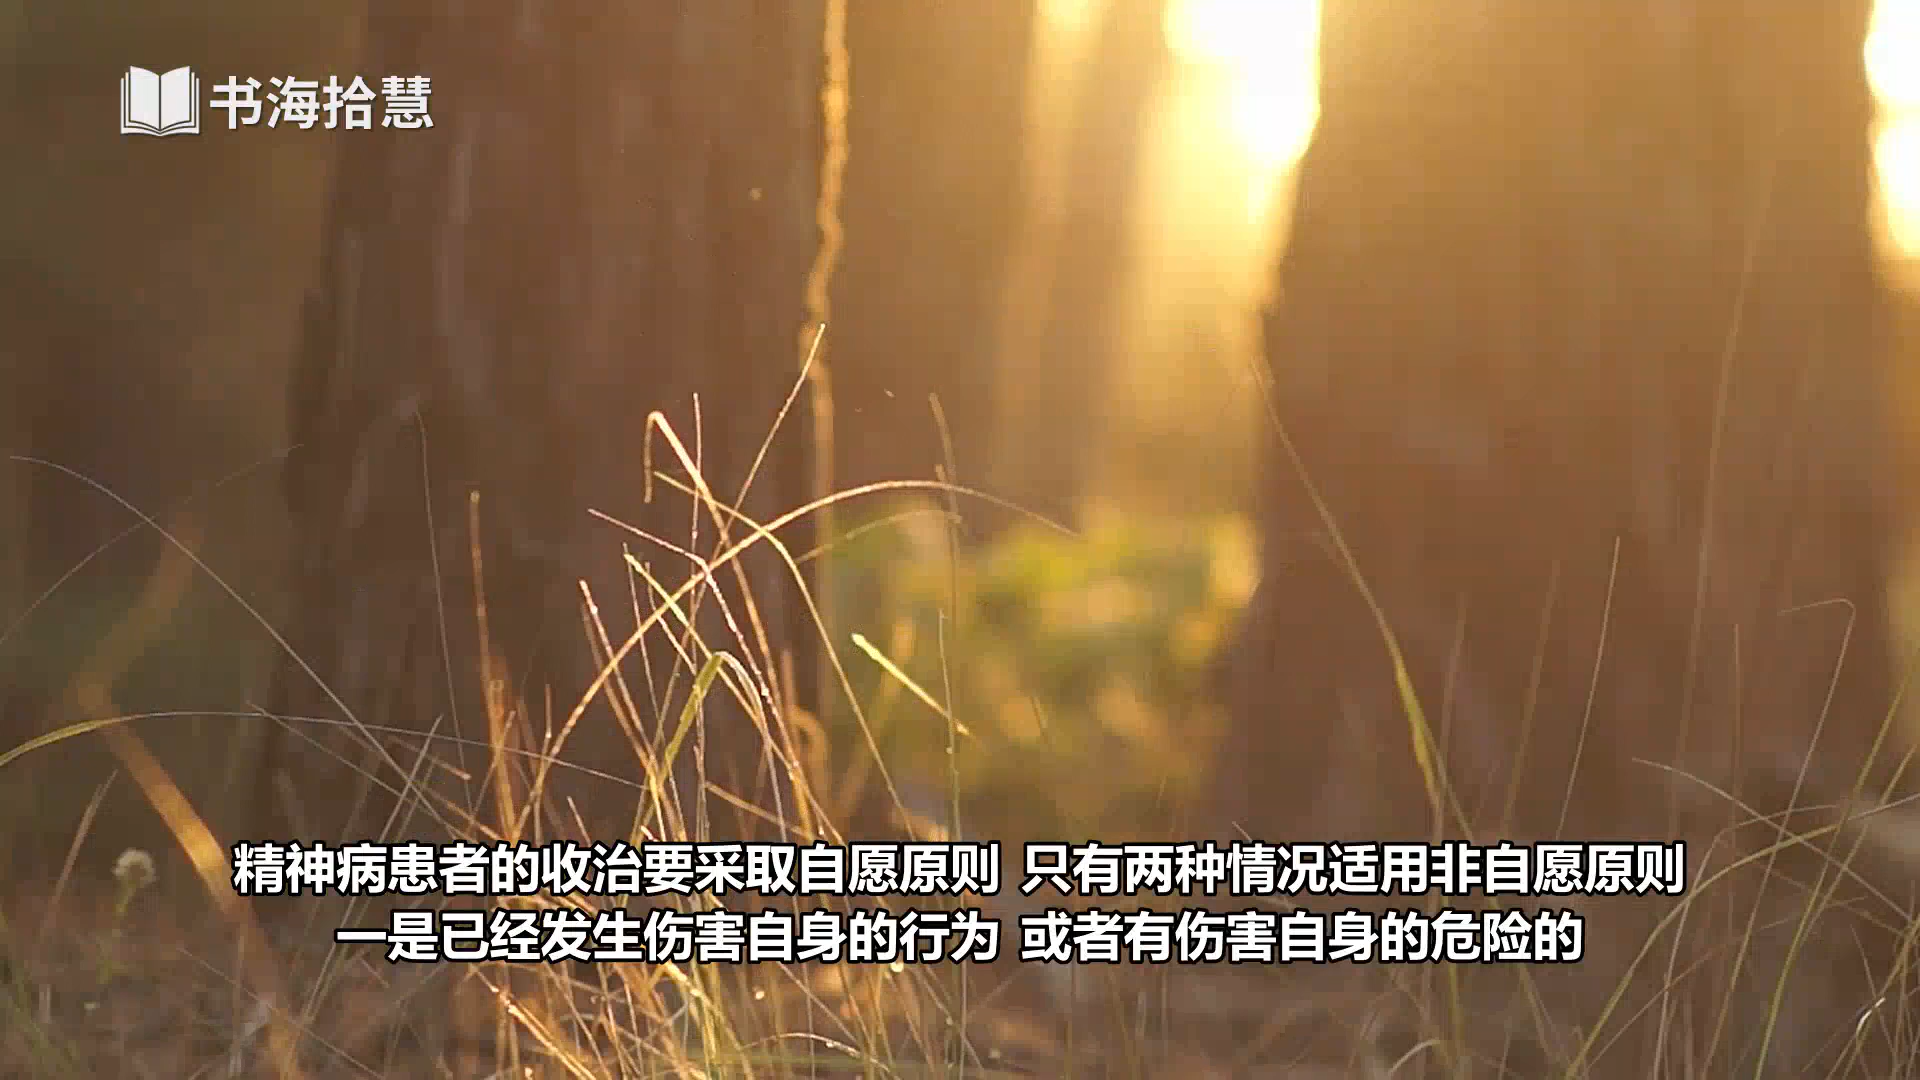 书海拾慧
精神病患者的收治要采取自愿原则 只有两种情况适用非自愿原则
一是已经发生伤害自身的行为 或者有伤害自身的危险的